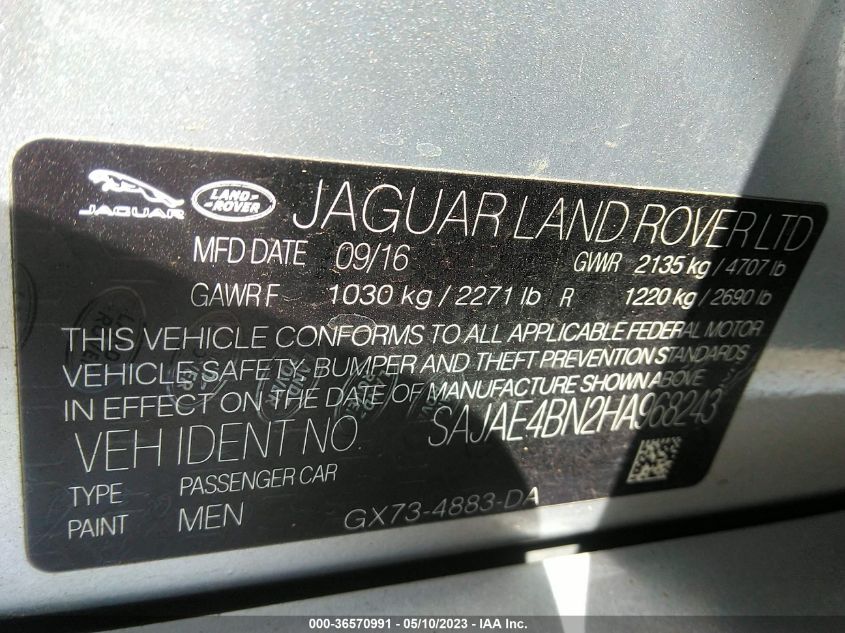 JAGUAR LAND ROVER JAGUAR LAND ROVER LTD
MFD DATE 09/16 GVWR 2135 kg / 4707 lb
GAWR F 1030 kg / 2271 lb R 1220 kg / 2690 lb
THIS VEHICLE CONFORMS TO ALL APPLICABLE FEDERAL MOTOR
VEHICLE SAFETY, BUMPER AND THEFT PREVENTION STANDARDS
IN EFFECT ON THE DATE OF MANUFACTURE SHOWN ABOVE
VEH IDENT NO SAJAE4BN2HA968243
TYPE PASSENGER CAR
PAINT MEN GX73-4883-DA
000-36570991 - 05/10/2023 - IAA Inc.